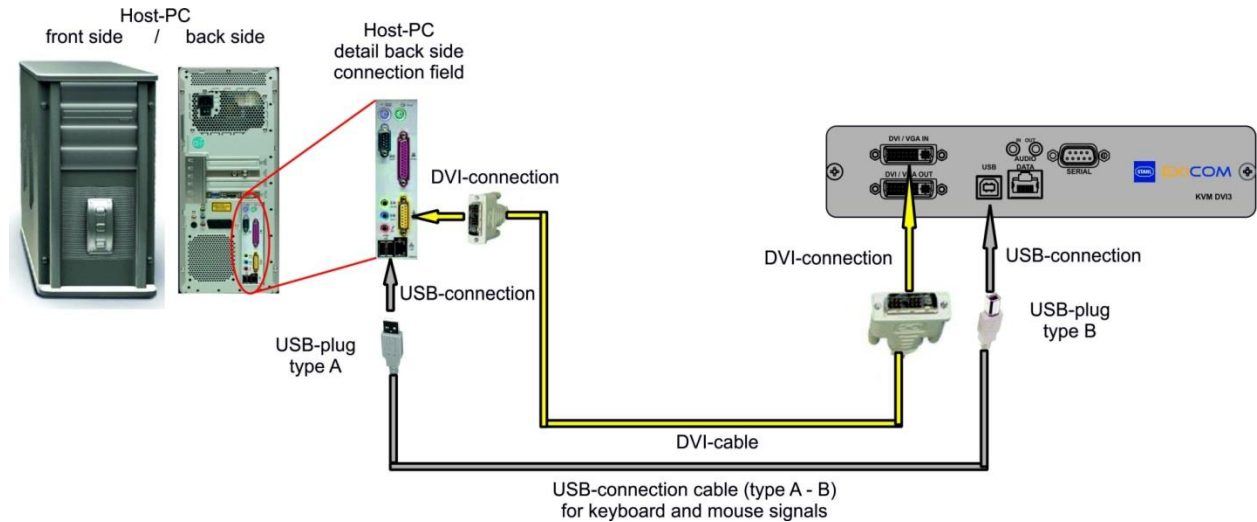 Host-PC
front side / back side
Host-PC
detail back side
connection field
DVI-connection
USB-connection
USB-plug
type A
DVI / VGA IN
DVI / VGA OUT
IN OUT
AUDIO
USB
DATA
SERIAL
STAHL
EXICOM
KVM DVI3
DVI-connection
USB-connection
USB-plug
type B
DVI-cable
USB-connection cable (type A - B)
for keyboard and mouse signals